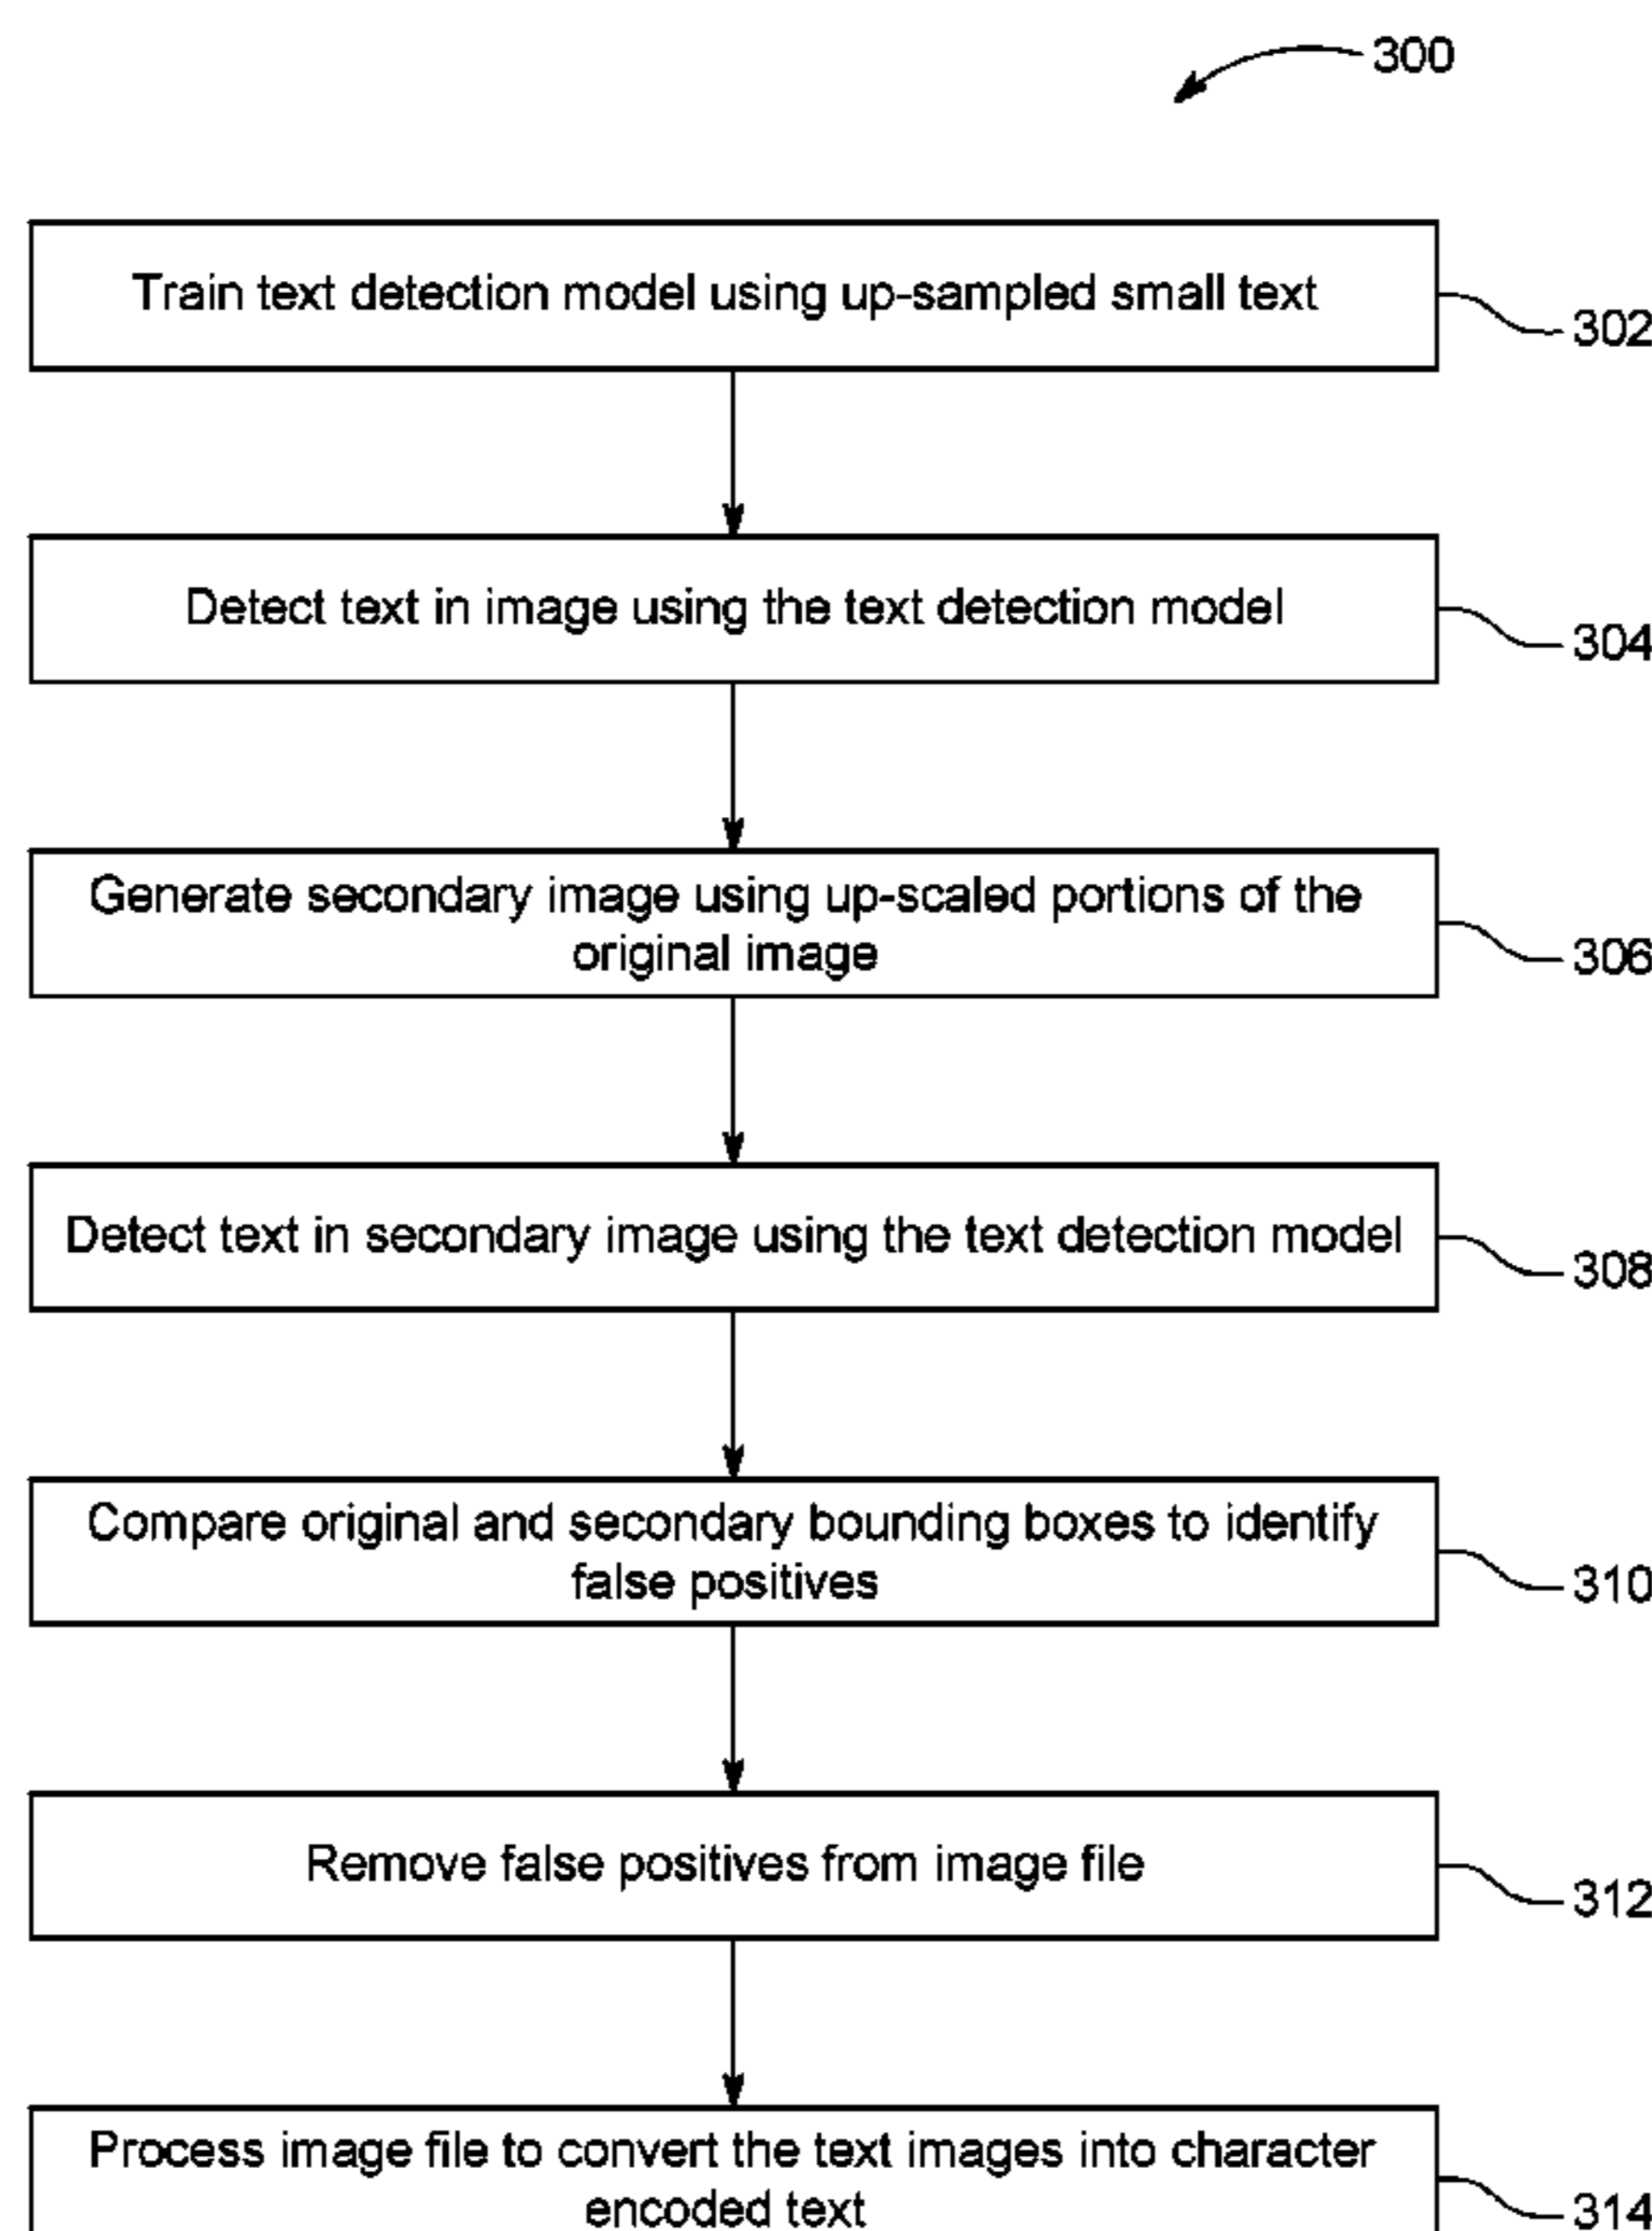 300
Train text detection model using up-sampled small text
302
Detect text in image using the text detection model
304
Generate secondary image using up-scaled portions of the
original image
306
Detect text in secondary image using the text detection model
308
Compare original and secondary bounding boxes to identify
false positives
310
Remove false positives from image file
312
Process image file to convert the text images into character
encoded text
314